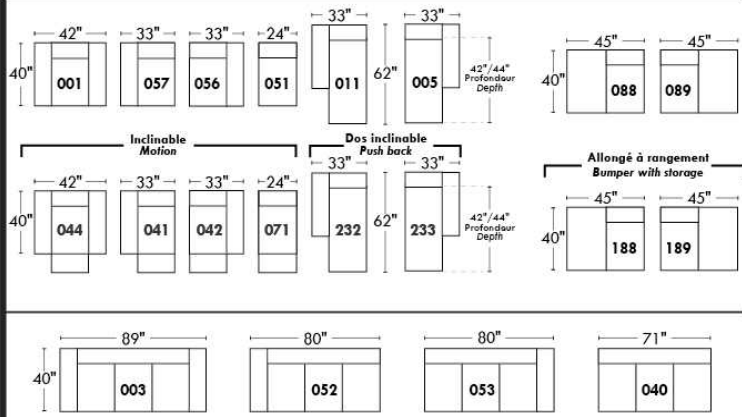 42" 33" 33" 24" 33" 33" 45" 45"
40" 001 057 056 051 011 62" 005 42"/44" Profondeur Depth 40" 088 089
Inclinable
Motion
Dos inclinable
Push back
Allongé à rangement
Bumper with storage
42" 33" 33" 24" 33" 33" 45" 45"
40" 044 041 042 071 232 62" 233 42"/44" Profondeur Depth 40" 188 189
89" 80" 80" 71"
40" 003 052 053 040